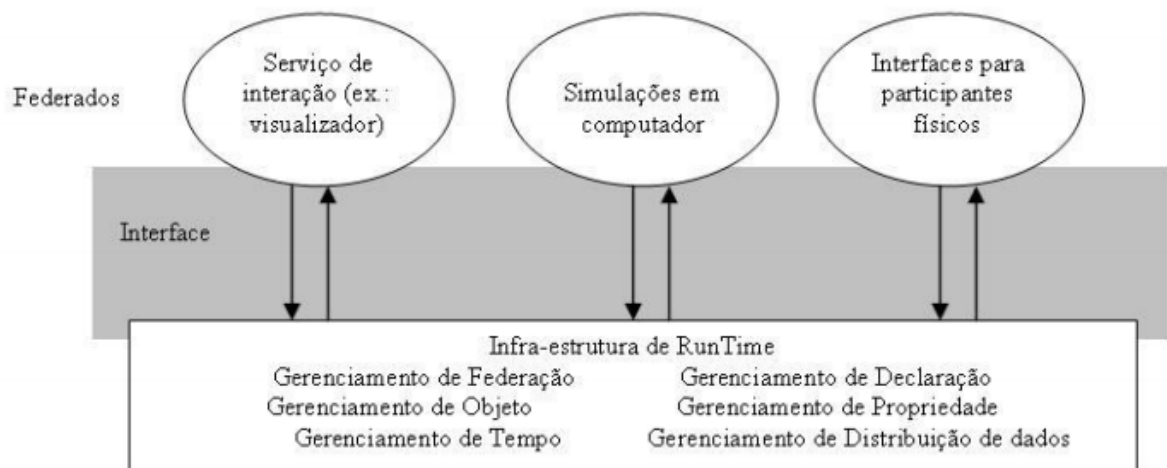 Federados
Serviço de
interação (ex.:
visualizador)
Simulações em
computador
Interfaces para
participantes
físicos
Interface
Infra-estrutura de RunTime
Gerenciamento de Federação
Gerenciamento de Declaração
Gerenciamento de Objeto
Gerenciamento de Propriedade
Gerenciamento de Tempo
Gerenciamento de Distribuição de dados